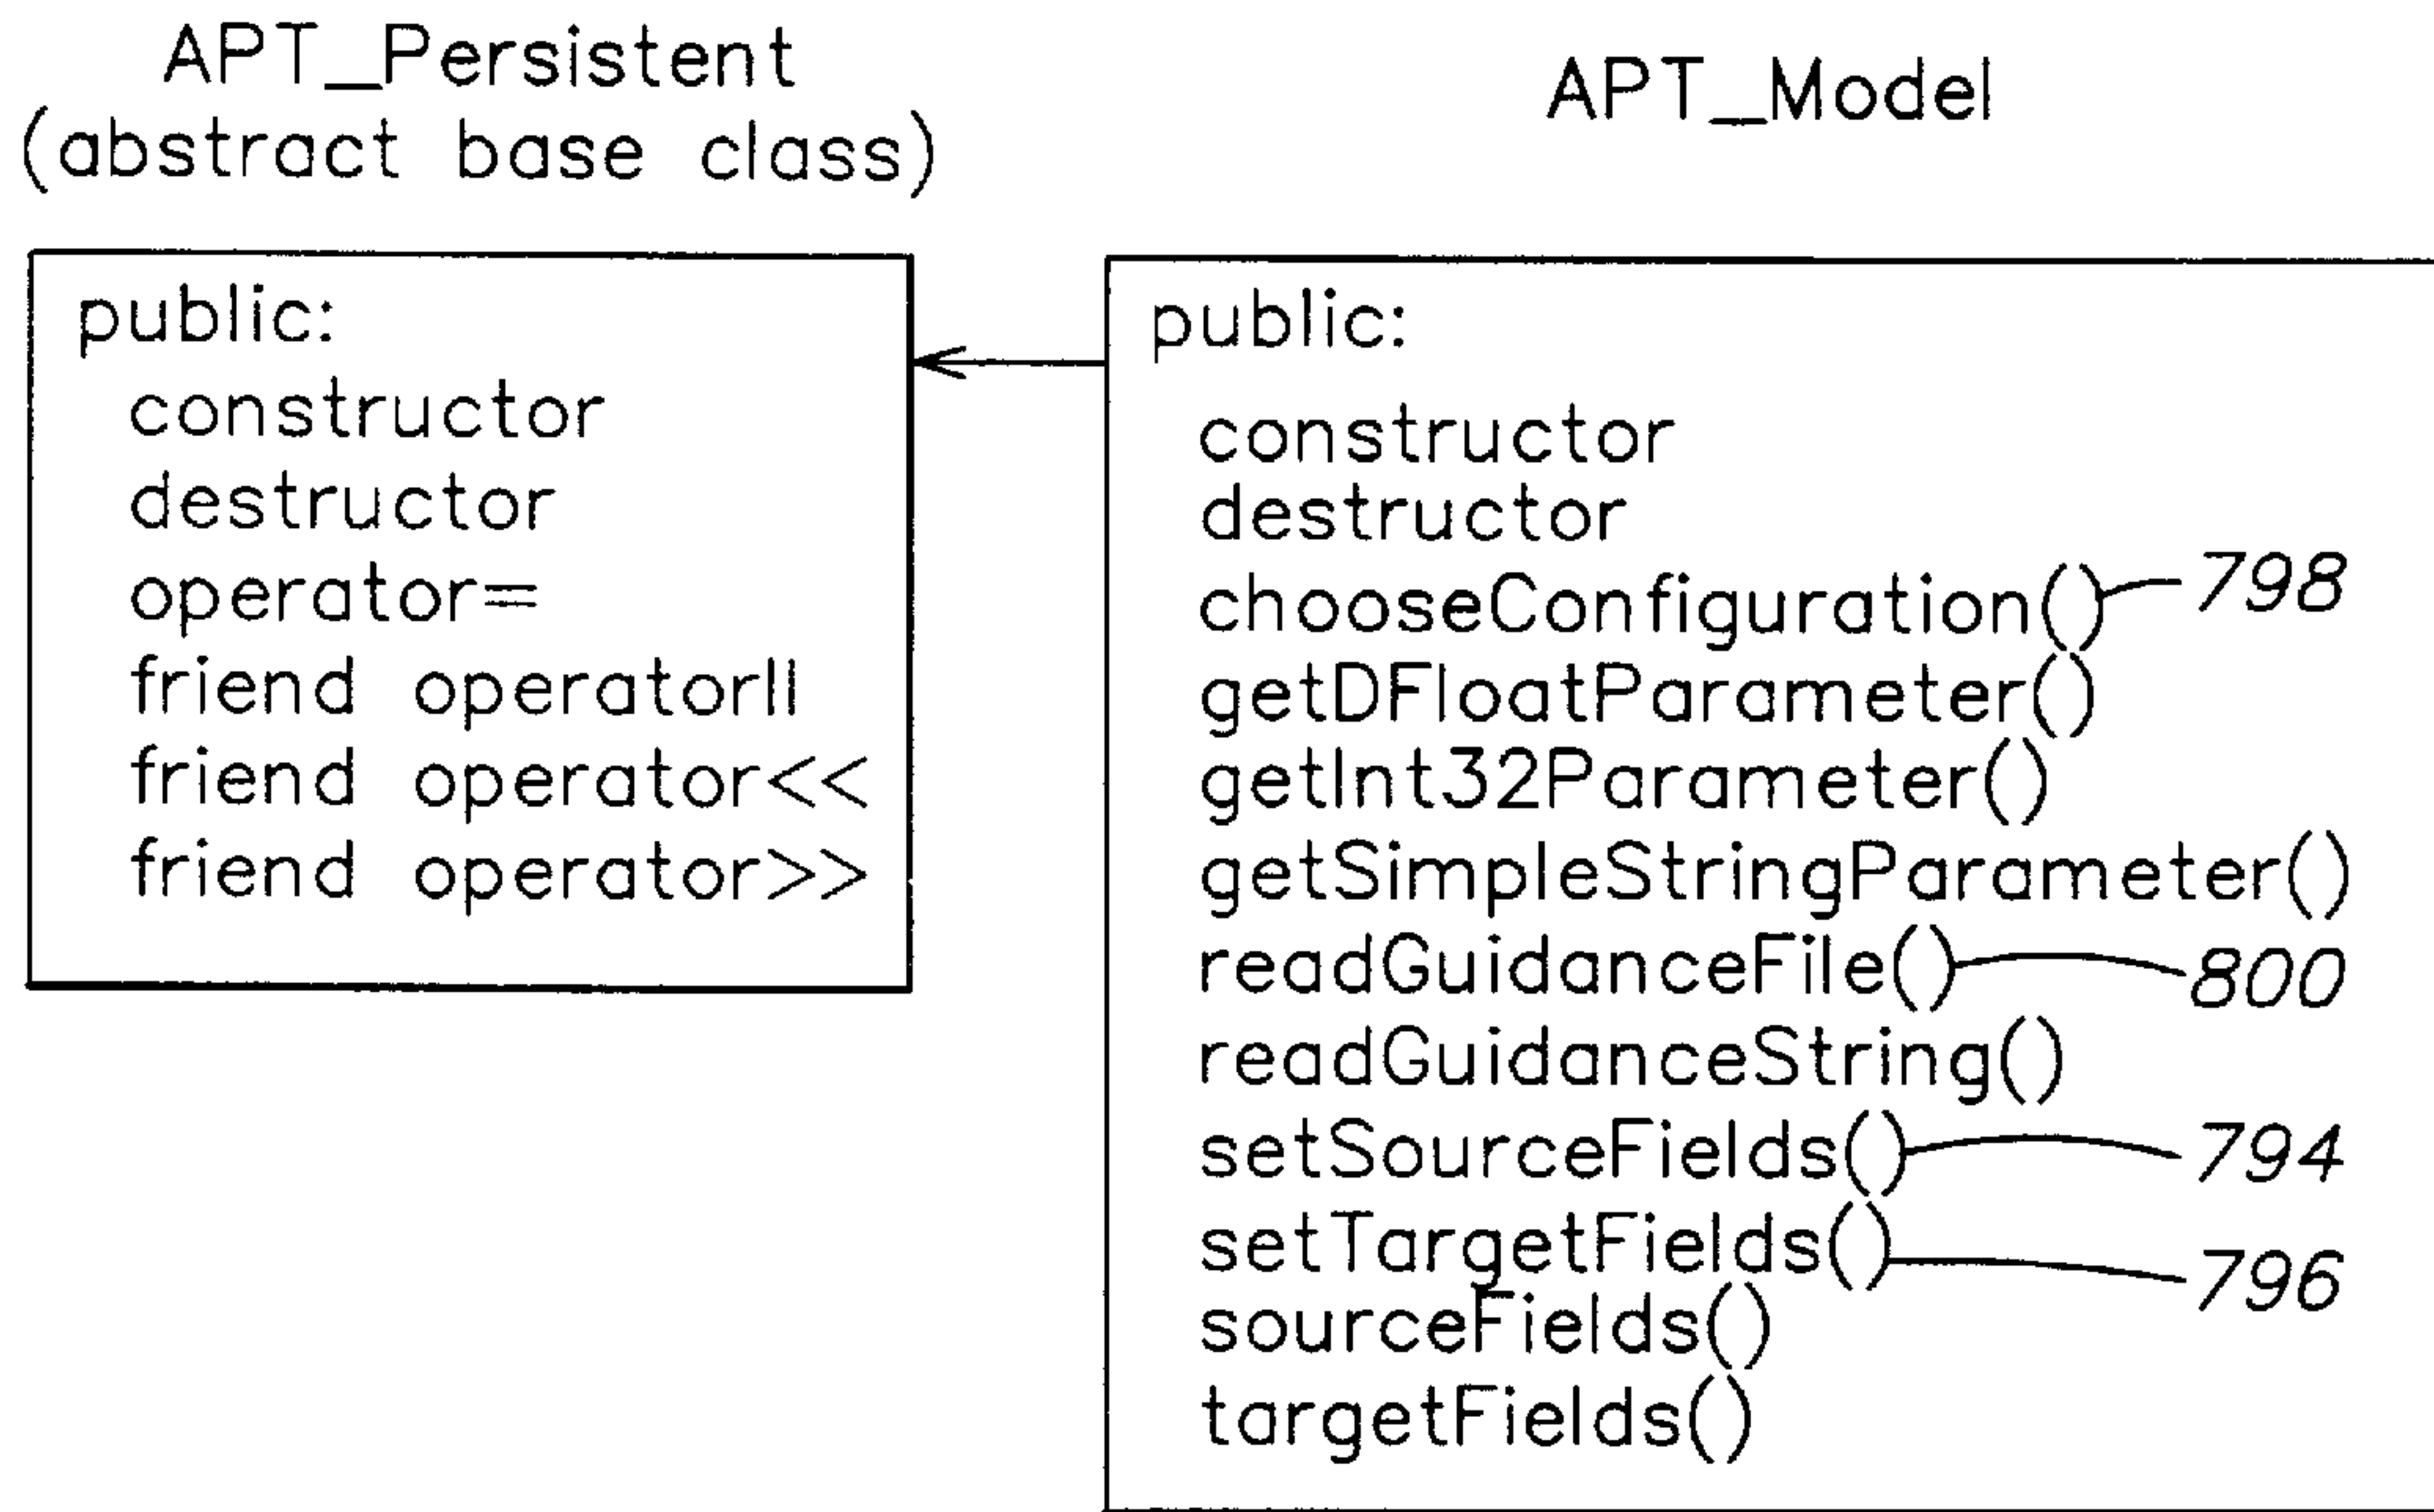 APT_Persistent
(abstract base class)
public:
constructor
destructor
operator=
friend operator||
friend operator<<
friend operator>>
APT_Model
public:
constructor
destructor
chooseConfiguration() 798
getDFloatParameter()
getInt32Parameter()
getSimpleStringParameter()
readGuidanceFile() 800
readGuidanceString()
setSourceFields() 794
setTargetFields() 796
sourceFields()
targetFields()